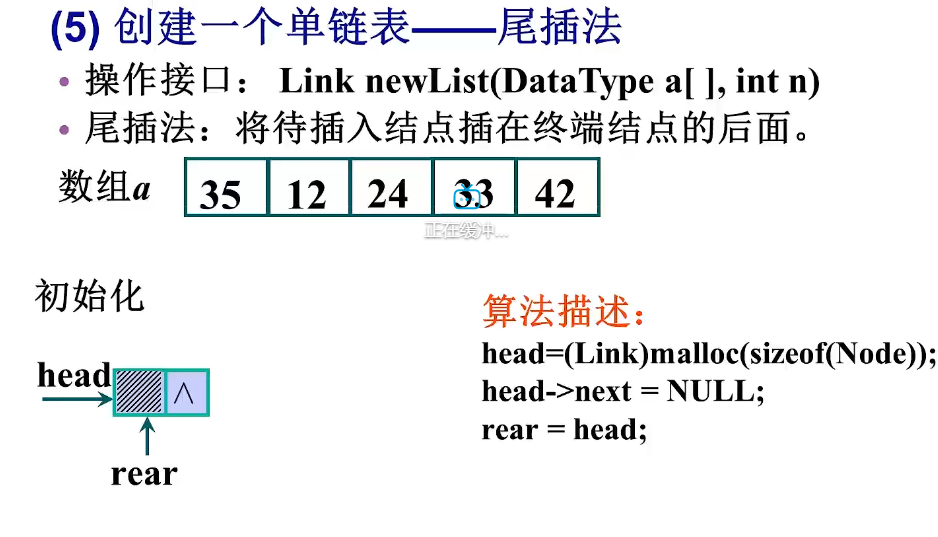 (5) 创建一个单链表——尾插法
• 操作接口： Link newList(DataType a[ ], int n)
• 尾插法：将待插入结点插在终端结点的后面。
数组a 35 12 24 33 42
正在缓冲...
初始化
算法描述：
head=(Link)malloc(sizeof(Node));
head->next = NULL;
rear = head;
head ∧
rear